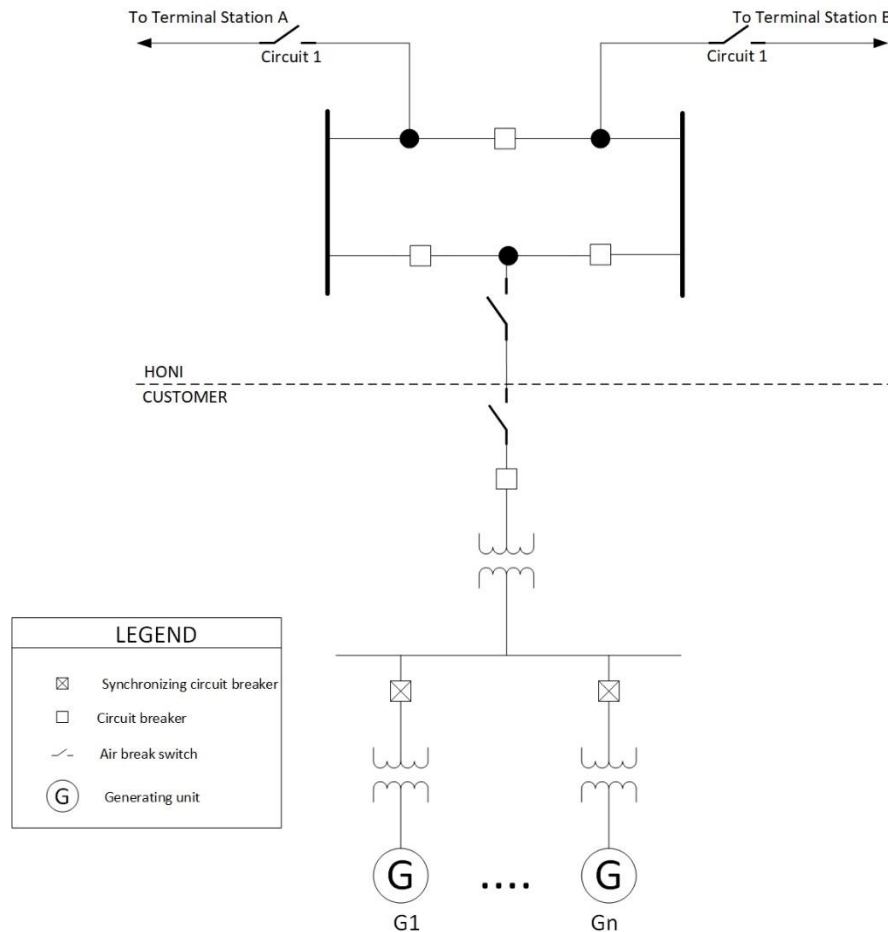 To Terminal Station A
To Terminal Station B
Circuit 1
Circuit 1
HONI
CUSTOMER
LEGEND
Synchronizing circuit breaker
Circuit breaker
Air break switch
G
Generating unit
G
....
G
G1
Gn